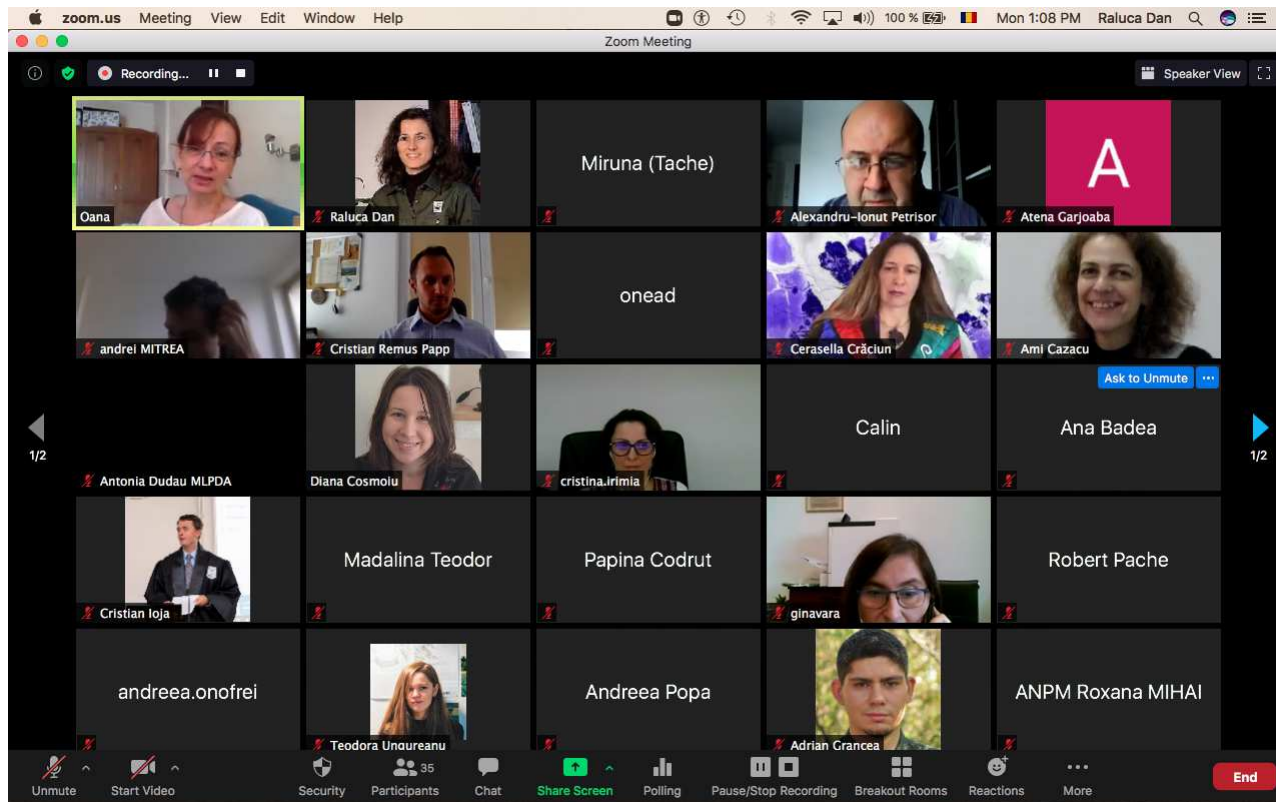 zoom.us Meeting View Edit Window Help 100 % Mon 1:08 PM Raluca Dan
Zoom Meeting
Recording... Speaker View
Oana
Raluca Dan
Miruna (Tache)
Alexandru-Ionut Petrisor
A
Atena Garjoaba
andrei MITREA
Cristian Remus Papp
onead
Cerasella Crăciun
Ami Cazacu
Antonia Dudau MLPDA
Diana Cosmoiu
cristina.irimia
Calin
Ask to Unmute ...
Ana Badea
1/2
1/2
Cristian Ioja
Madalina Teodor
Papina Codrut
ginavara
Robert Pache
andreea.onofrei
Teodora Ungureanu
Andreea Popa
Adrian Grancea
ANPM Roxana MIHAI
Unmute Start Video Security Participants 35 Chat Share Screen Polling Pause/Stop Recording Breakout Rooms Reactions More End